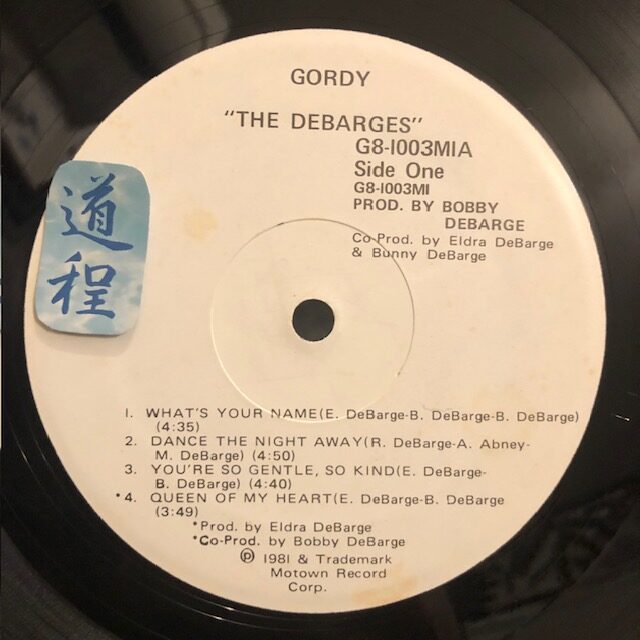 GORDY
"THE DEBARGES"
G8-1003M1A
Side One
G8-1003M1
PROD. BY BOBBY
DEBARGE
Co-Prod. by Eldra DeBarge
& Bunny DeBarge
道
程
1. WHAT'S YOUR NAME(E. DeBarge-B. DeBarge-B. DeBarge)
(4:35)
2. DANCE THE NIGHT AWAY(R. DeBarge-A. Abney-
M. DeBarge) (4:50)
3. YOU'RE SO GENTLE, SO KIND(E. DeBarge-
B. DeBarge) (4:40)
*4. QUEEN OF MY HEART(E. DeBarge-B. DeBarge
(3:49)
*Prod. by Eldra DeBarge
*Co-Prod. by Bobby DeBarge
℗ 1981 & Trademark
Motown Record
Corp.